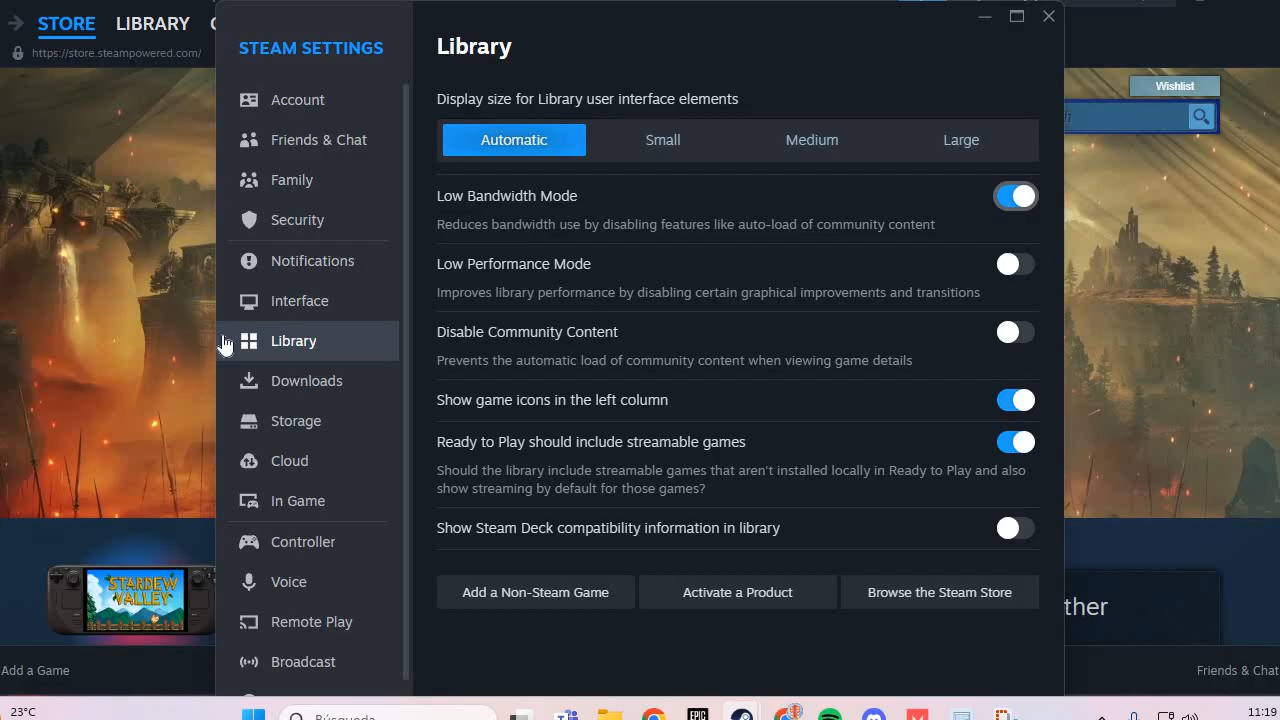 STORE LIBRARY
https://store.steampowered.com/
Wishlist
STEAM SETTINGS
Account
Friends & Chat
Family
Security
Notifications
Interface
Library
Downloads
Storage
Cloud
In Game
Controller
Voice
Remote Play
Broadcast
Library
Display size for Library user interface elements
Automatic Small Medium Large
Low Bandwidth Mode
Reduces bandwidth use by disabling features like auto-load of community content
Low Performance Mode
Improves library performance by disabling certain graphical improvements and transitions
Disable Community Content
Prevents the automatic load of community content when viewing game details
Show game icons in the left column
Ready to Play should include streamable games
Should the library include streamable games that aren't installed locally in Ready to Play and also
show streaming by default for those games?
Show Steam Deck compatibility information in library
Add a Non-Steam Game Activate a Product Browse the Steam Store
STARDEW
VALLEY
ther
Add a Game
Friends & Chat
23°C
Búsqueda
EPIC
11:19